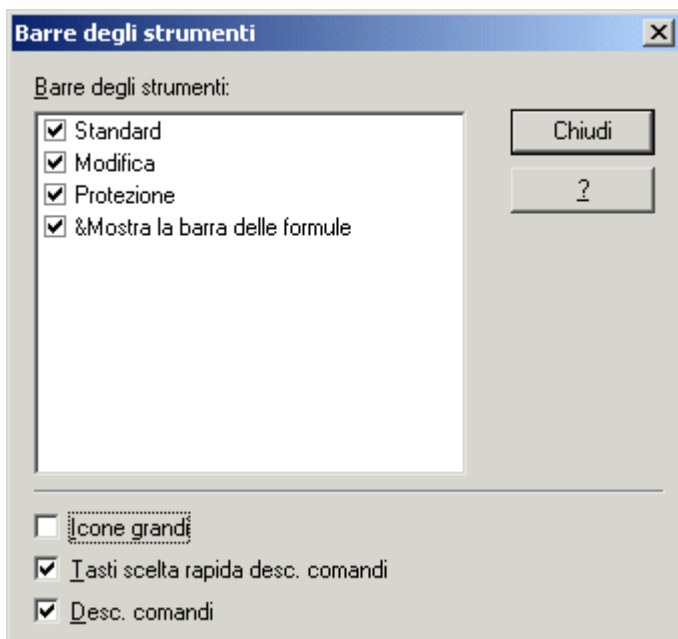 Barre degli strumenti
Barre degli strumenti:
Standard
Modifica
Protezione
&Mostra la barra delle formule
Chiudi
?
Icone grandi
Tasti scelta rapida desc. comandi
Desc. comandi